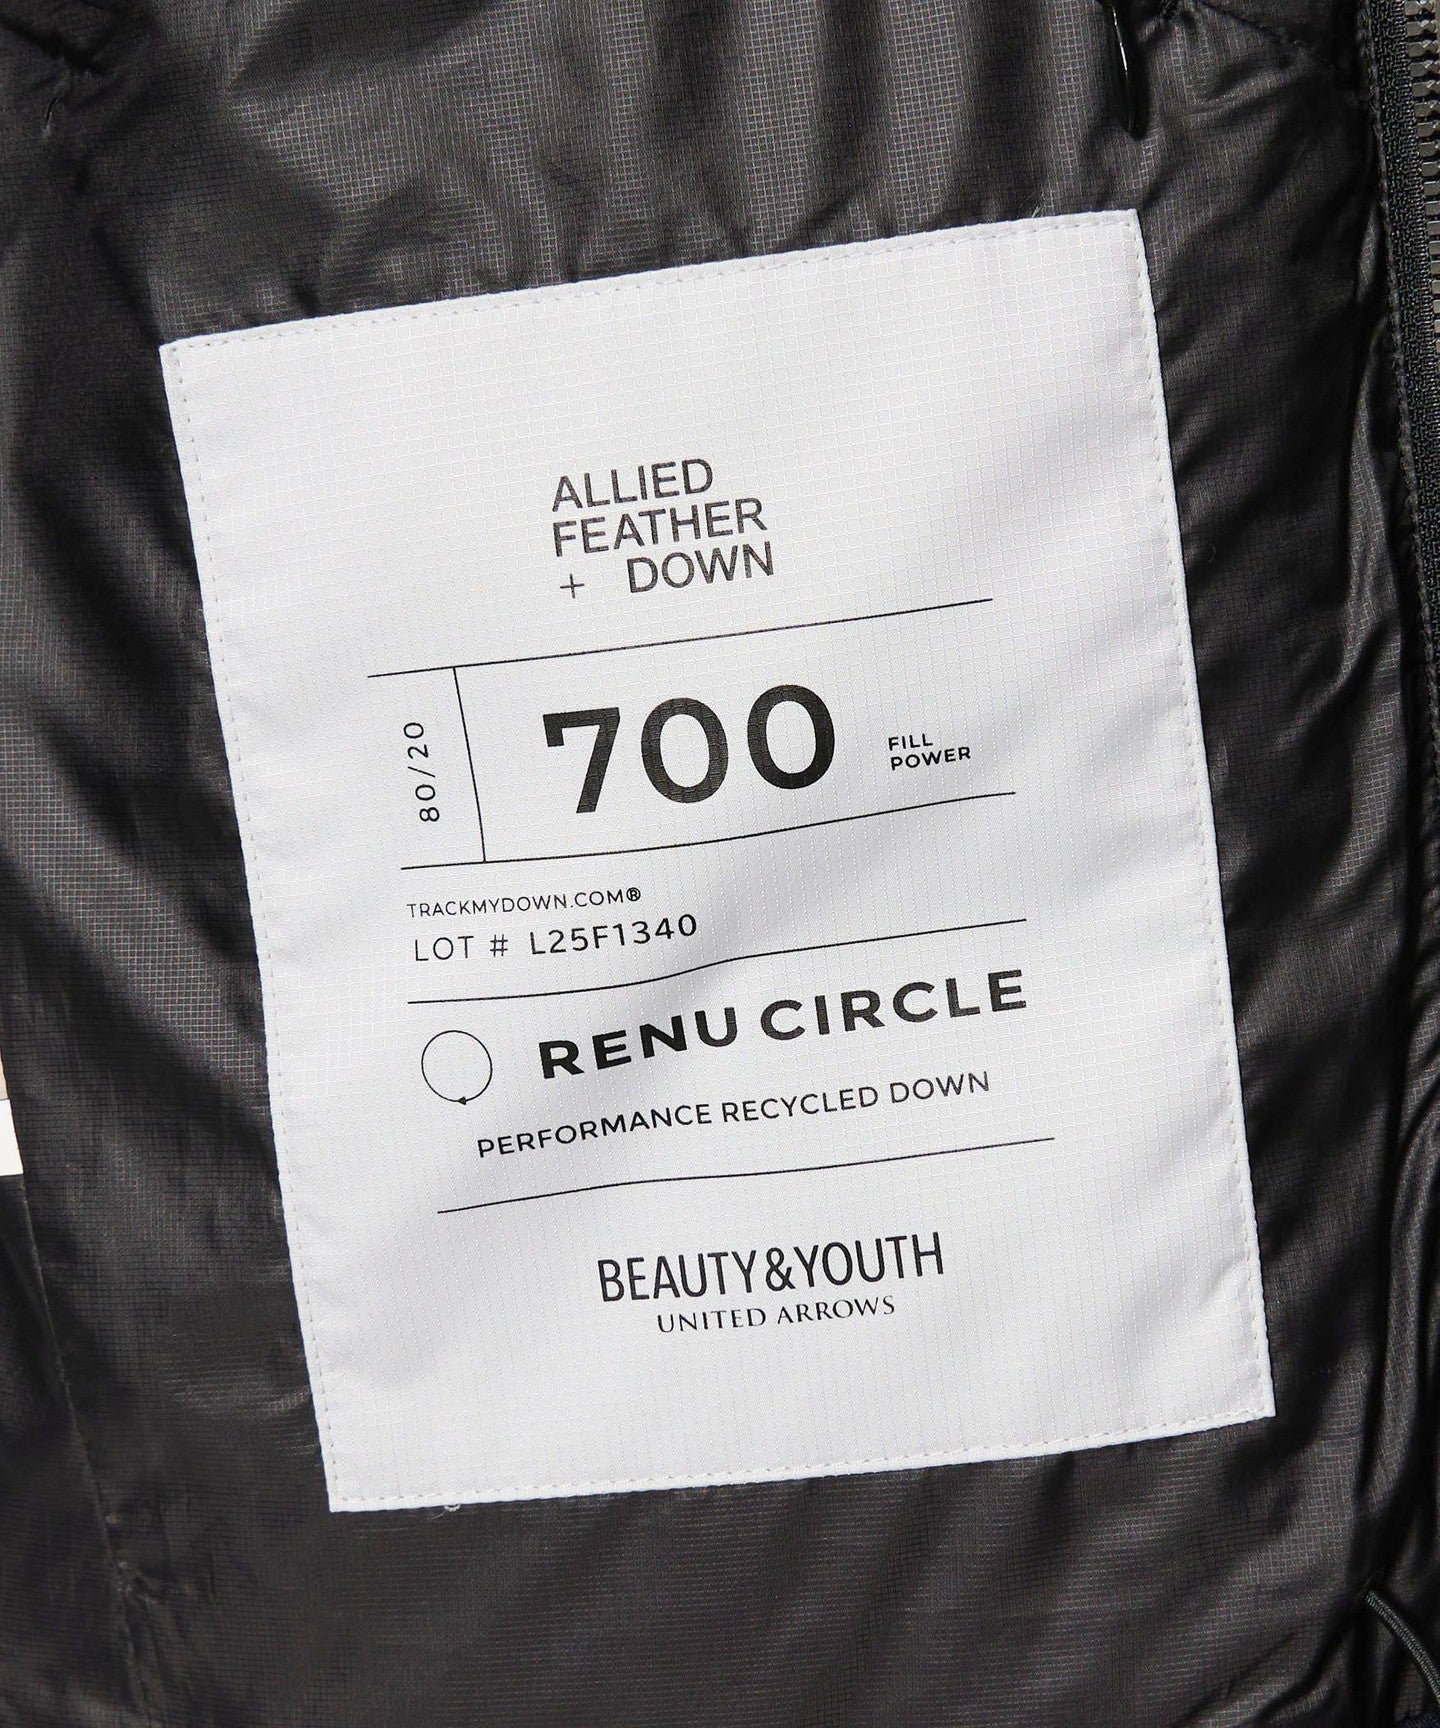 ALLIED
FEATHER
+ DOWN
80/20
700
FILL
POWER
TRACKMYDOWN.COM®
LOT # L25F1340
RENU CIRCLE
PERFORMANCE RECYCLED DOWN
BEAUTY&YOUTH
UNITED ARROWS